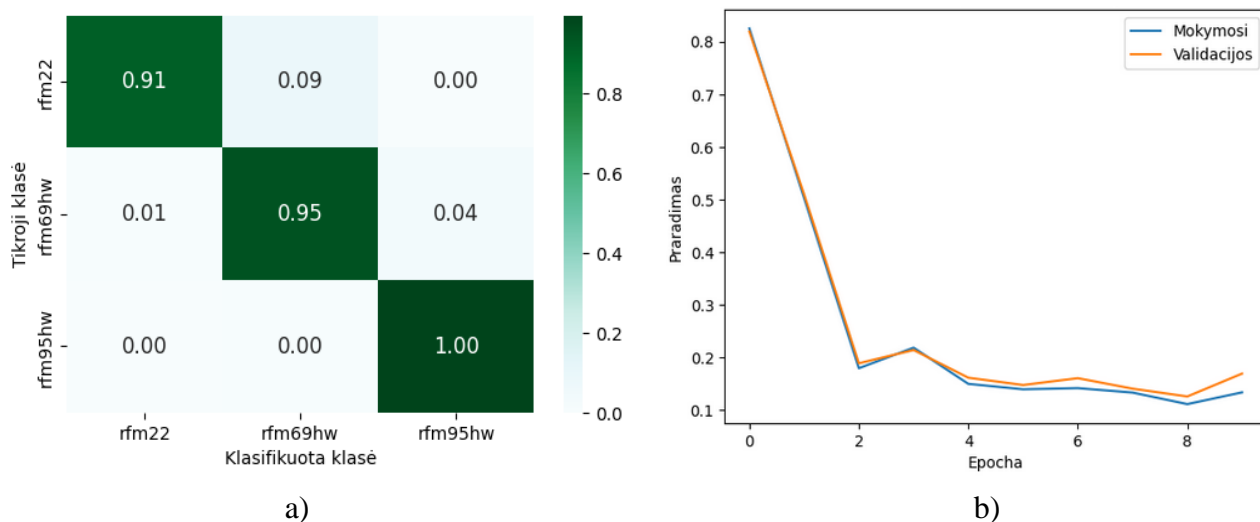 rfm22
rfm69hw
rfm95hw
Tikroji klasė
0.91 0.09 0.00
0.01 0.95 0.04
0.00 0.00 1.00
rfm22 rfm69hw rfm95hw
Klasifikuota klasė
0.8
0.6
0.4
0.2
0.0
a)
Mokymosi
Validacijos
Praradimas
0.8
0.7
0.6
0.5
0.4
0.3
0.2
0.1
0 2 4 6 8
Epocha
b)